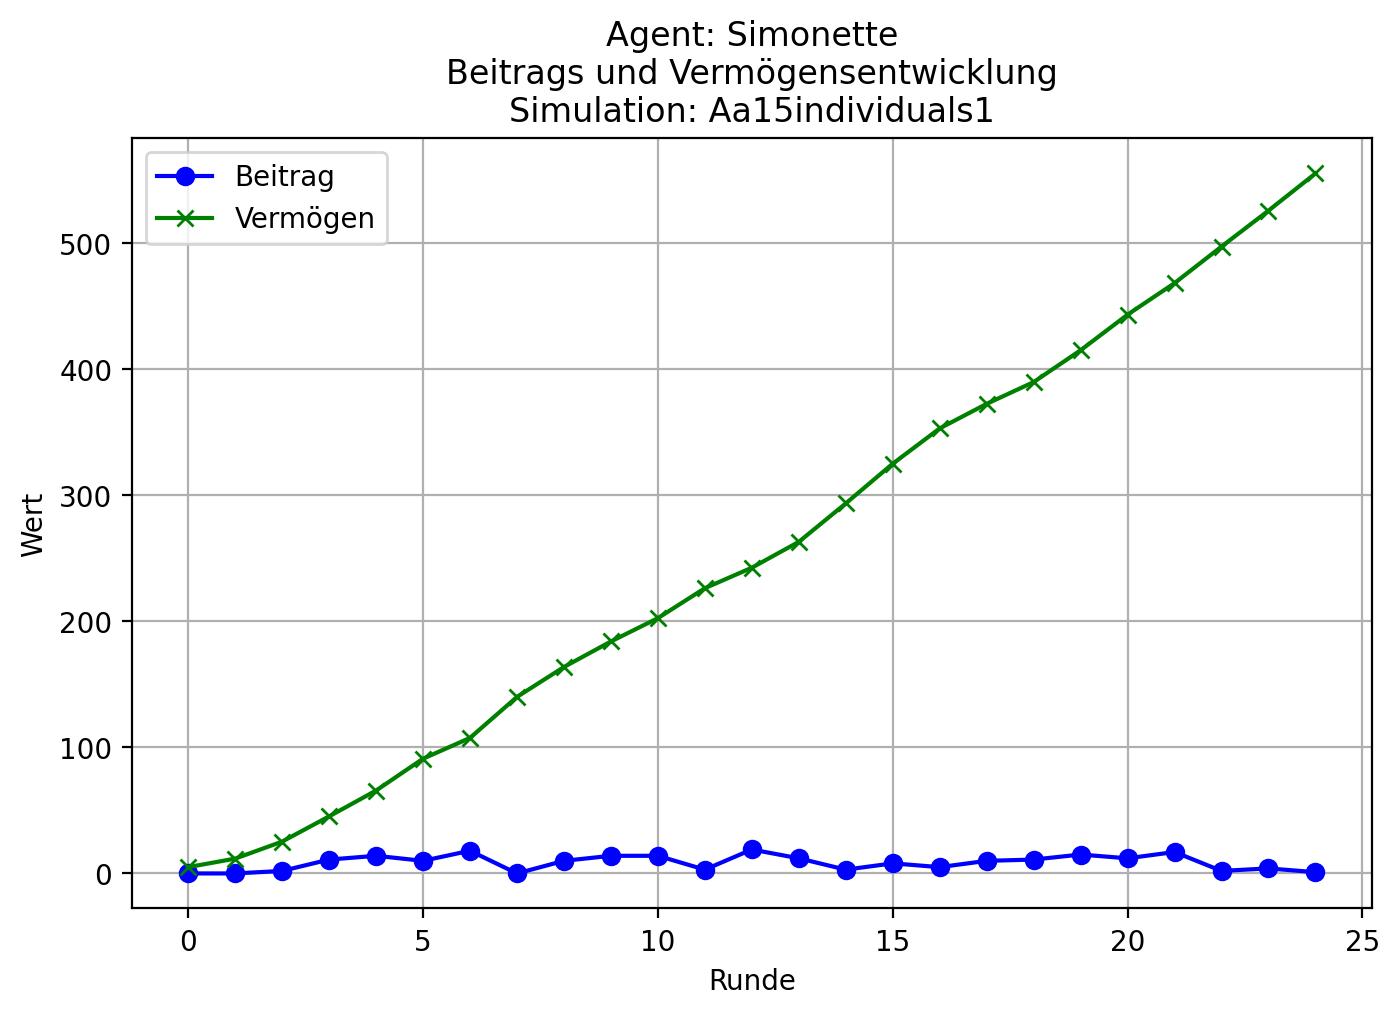 Agent: Simonette
Beitrags und Vermögensentwicklung
Simulation: Aa15individuals1
Beitrag
Vermögen
500
400
300
200
100
0
Wert
0 5 10 15 20 25
Runde